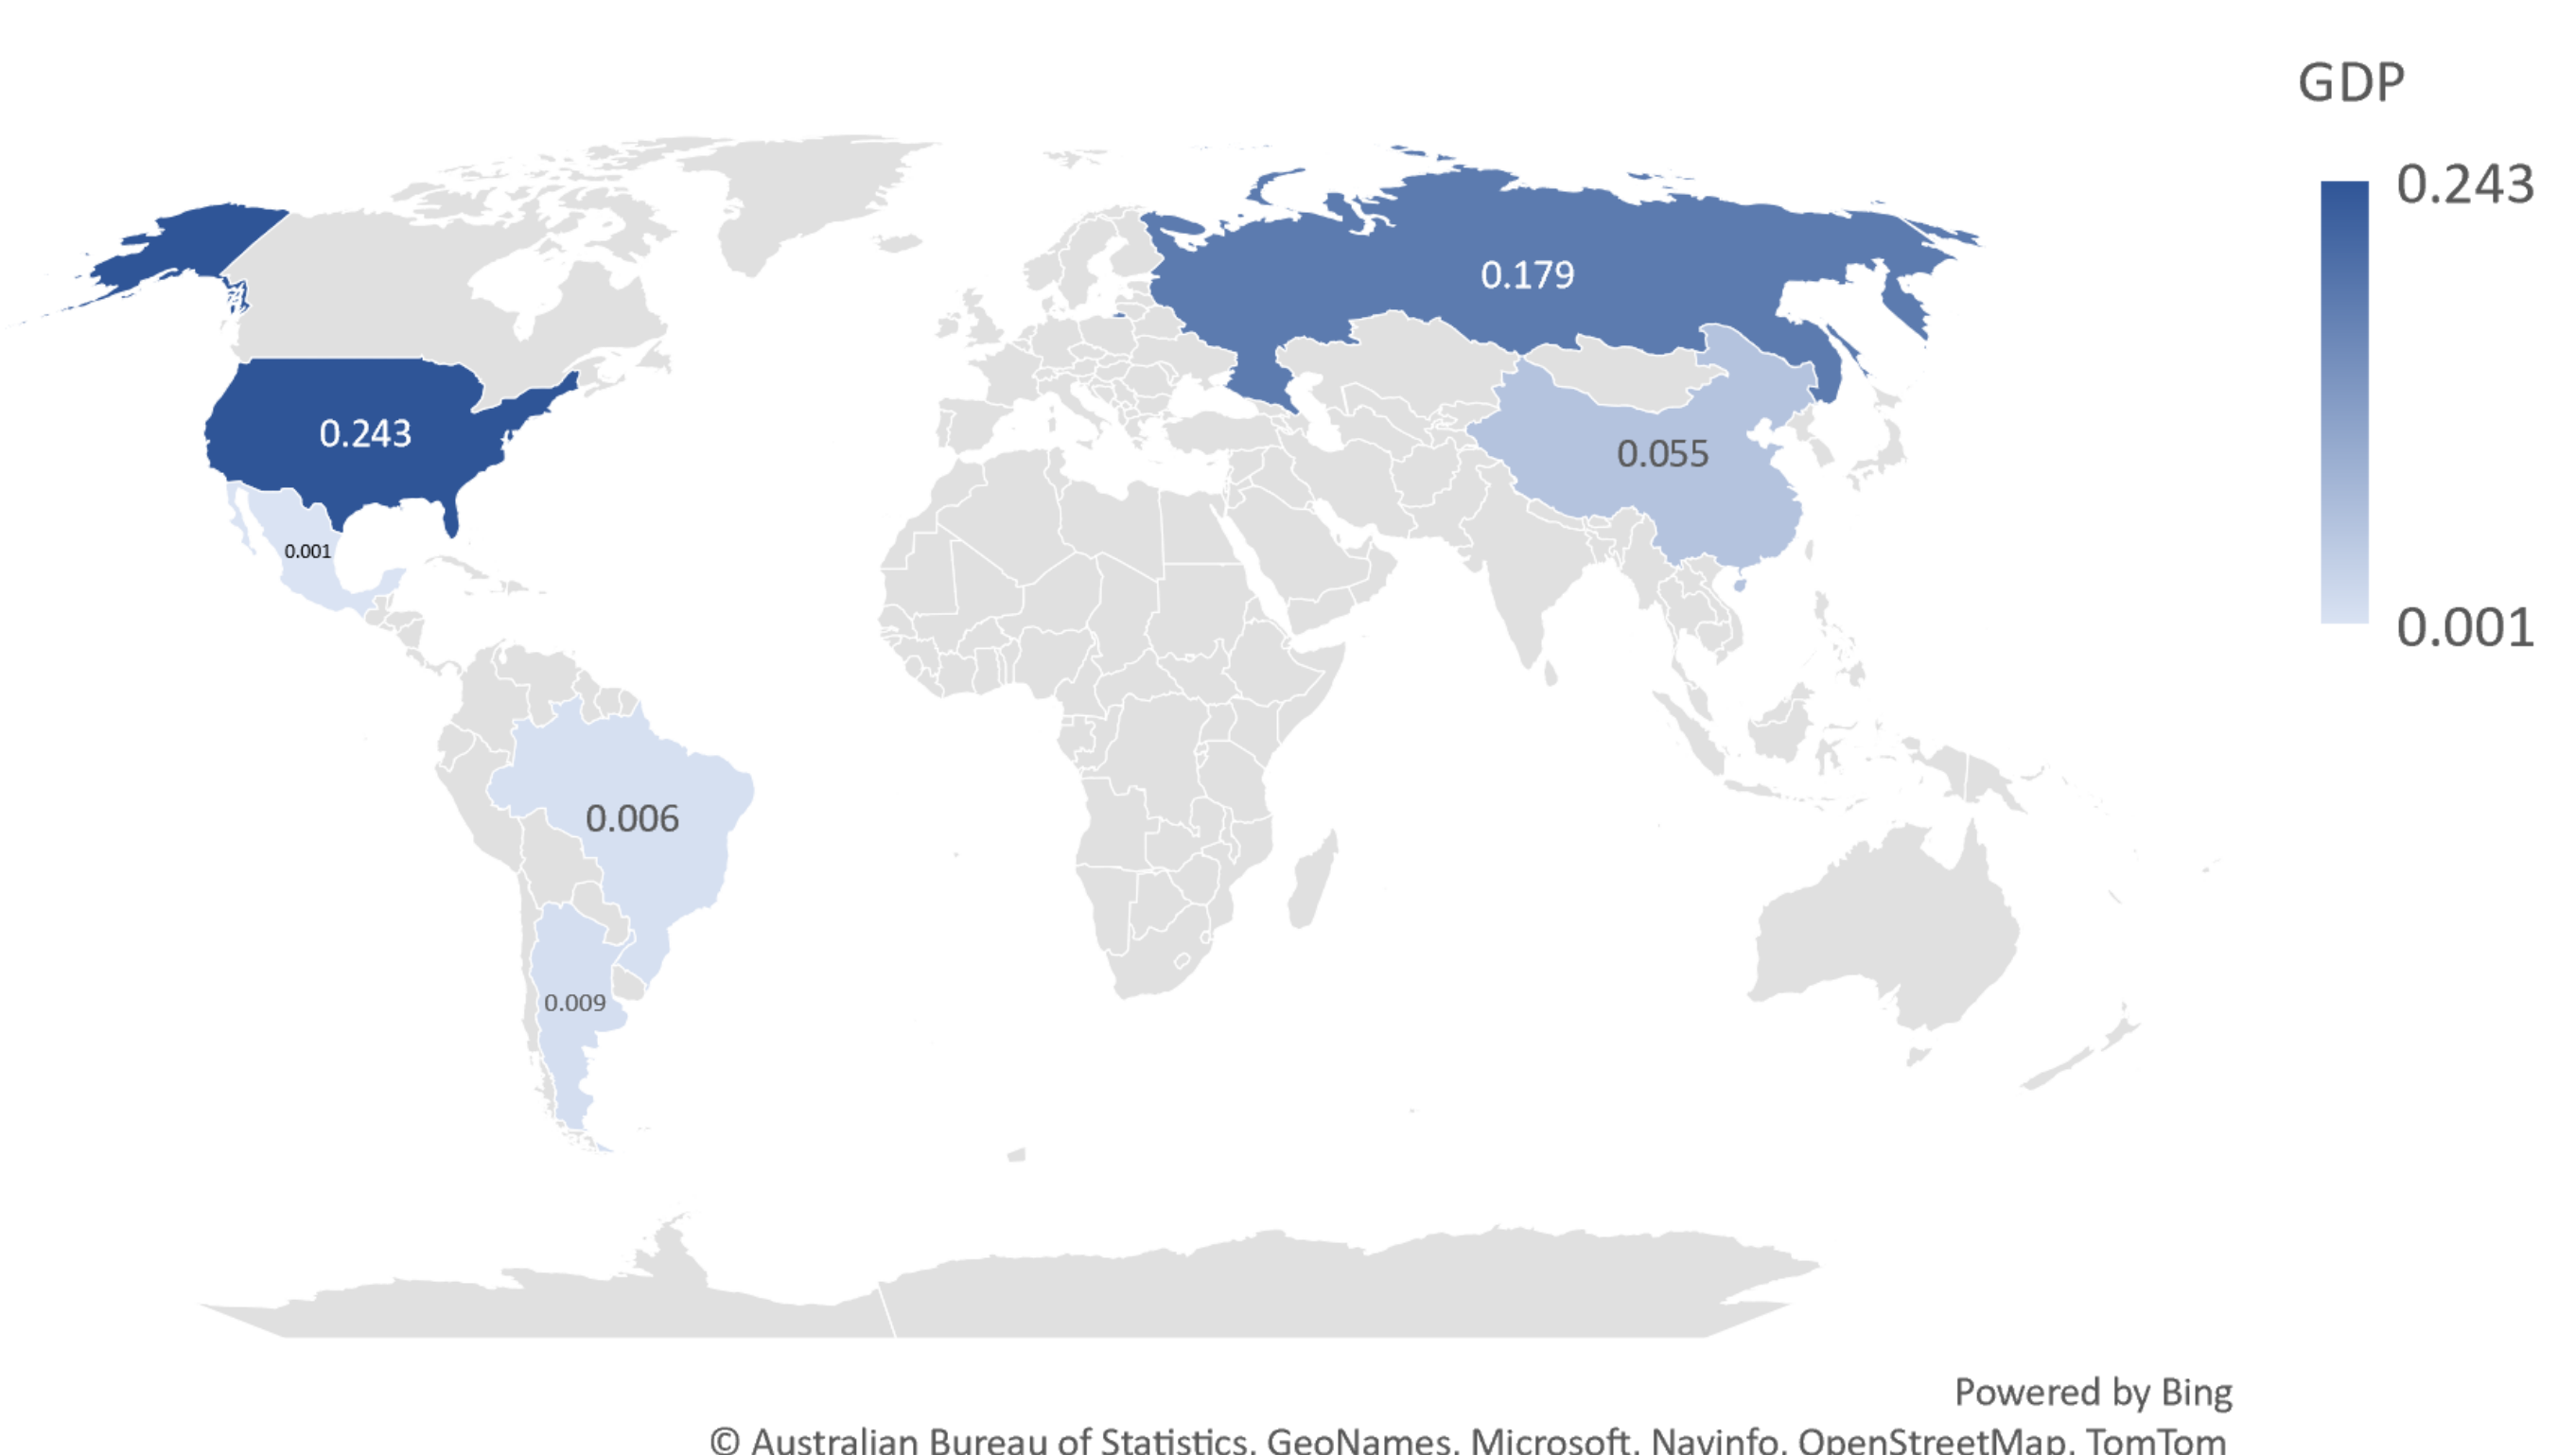 GDP
0.243
0.179
0.243
0.055
0.001
0.001
0.006
0.009
Powered by Bing
© Australian Bureau of Statistics, GeoNames, Microsoft, Navinfo, OpenStreetMap, TomTom